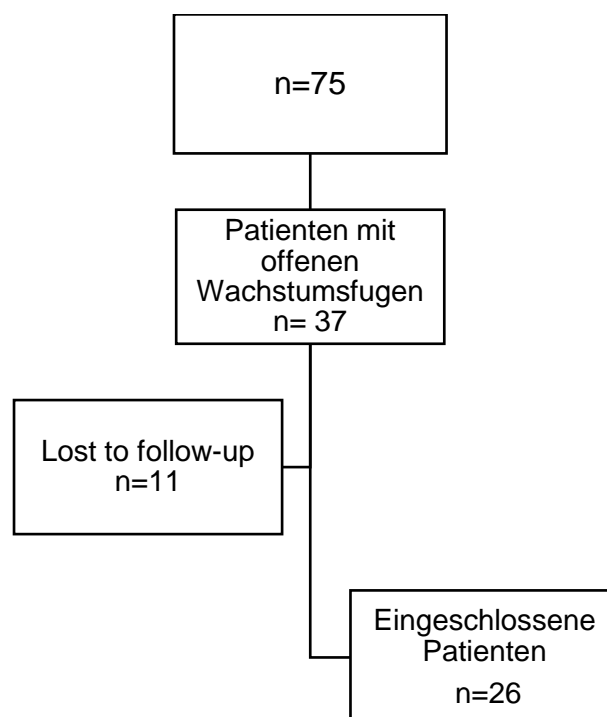 n=75
Patienten mit
offenen
Wachstumsfugen
n= 37
Lost to follow-up
n=11
Eingeschlossene
Patienten
n=26